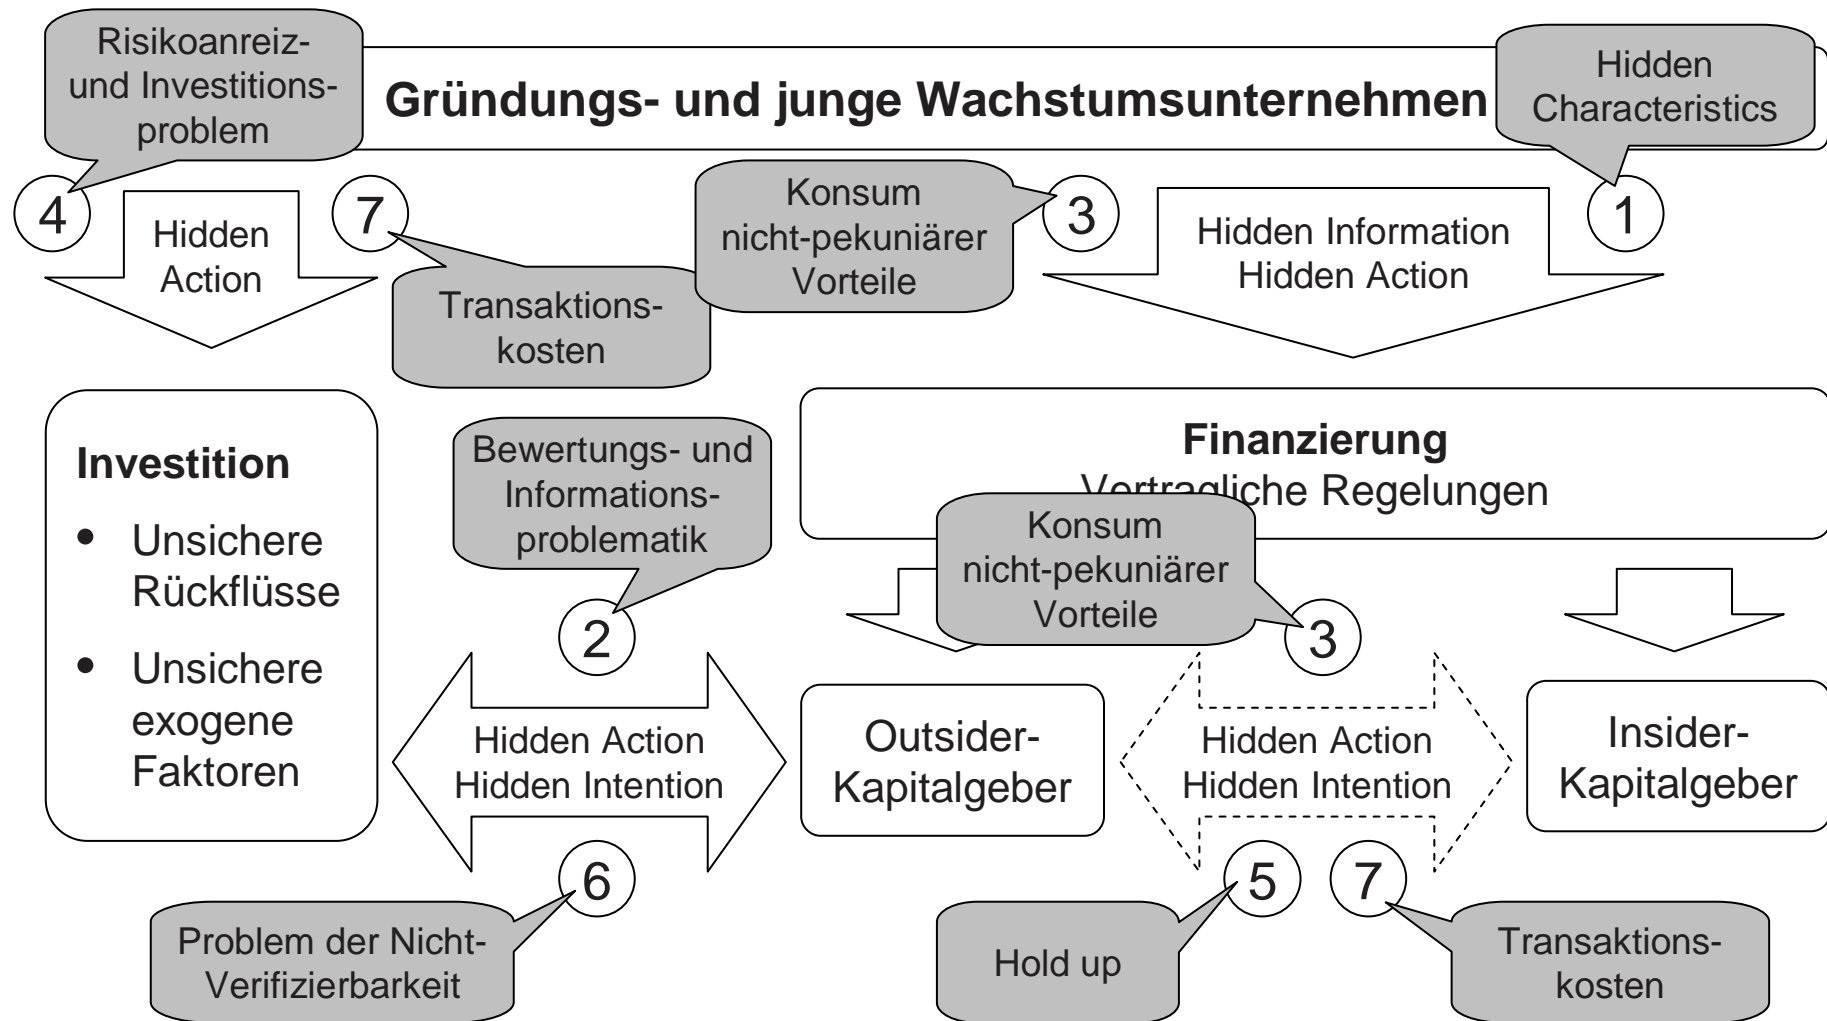 Risikoanreiz-
und Investitions-
problem
Gründungs- und junge Wachstumsunternehmen
Hidden
Characteristics
4
Hidden
Action
7
Transaktions-
kosten
Konsum
nicht-pekuniärer
Vorteile
3
Hidden Information
Hidden Action
1
Investition
• Unsichere
Rückflüsse
• Unsichere
exogene
Faktoren
Bewertungs- und
Informations-
problematik
2
Hidden Action
Hidden Intention
6
Problem der Nicht-
Verifizierbarkeit
Finanzierung
Vertragliche Regelungen
Konsum
nicht-pekuniärer
Vorteile
3
Outsider-
Kapitalgeber
Hidden Action
Hidden Intention
Insider-
Kapitalgeber
5
Hold up
7
Transaktions-
kosten